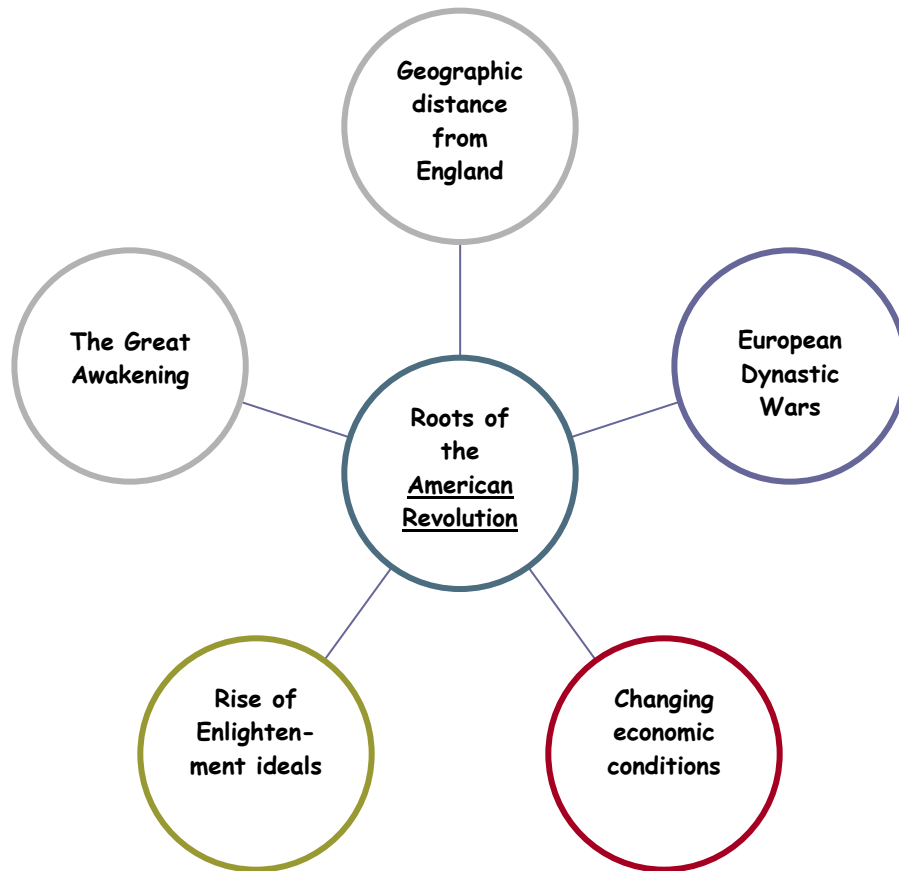 Geographic
distance
from
England
The Great
Awakening
European
Dynastic
Wars
Roots of
the
American
Revolution
Rise of
Enlighten-
ment ideals
Changing
economic
conditions